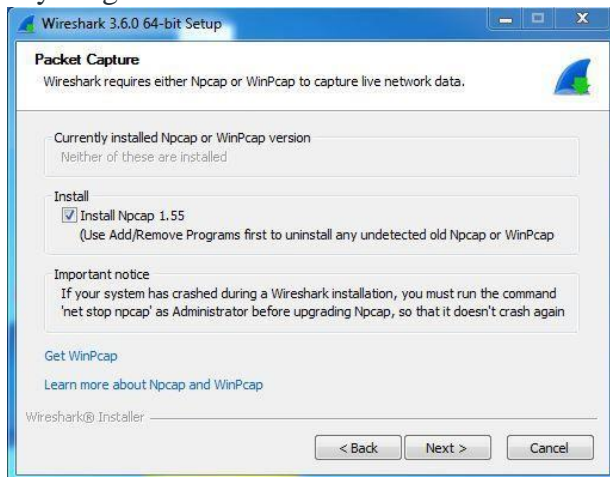 Wireshark 3.6.0 64-bit Setup
Packet Capture
Wireshark requires either Npcap or WinPcap to capture live network data.
Currently installed Npcap or WinPcap version
Neither of these are installed
Install
Install Npcap 1.55
(Use Add/Remove Programs first to uninstall any undetected old Npcap or WinPcap
Important notice
If your system has crashed during a Wireshark installation, you must run the command
'net stop npcap' as Administrator before upgrading Npcap, so that it doesn't crash again
Get WinPcap
Learn more about Npcap and WinPcap
Wireshark® Installer
< Back Next > Cancel